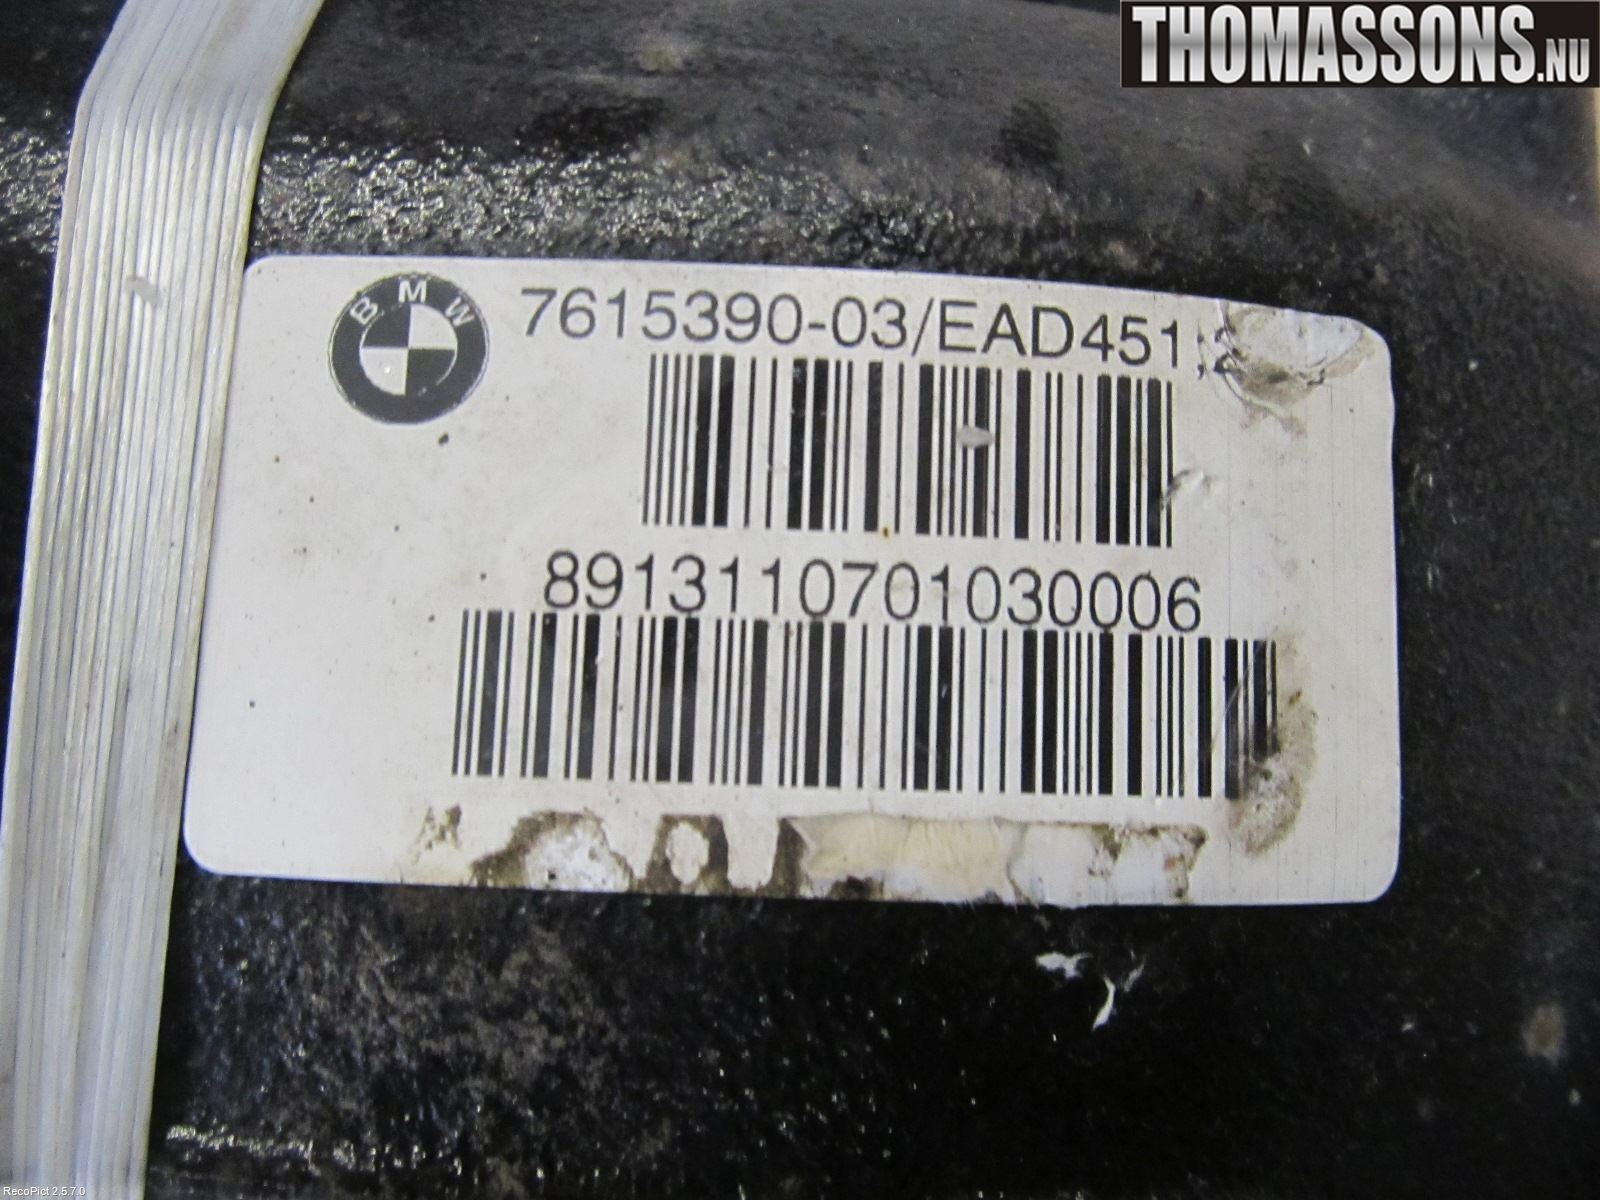 THOMASSONS.NU
BMW
7615390-03/EAD451
8913110701030006
RecoPict 2.5.7.0